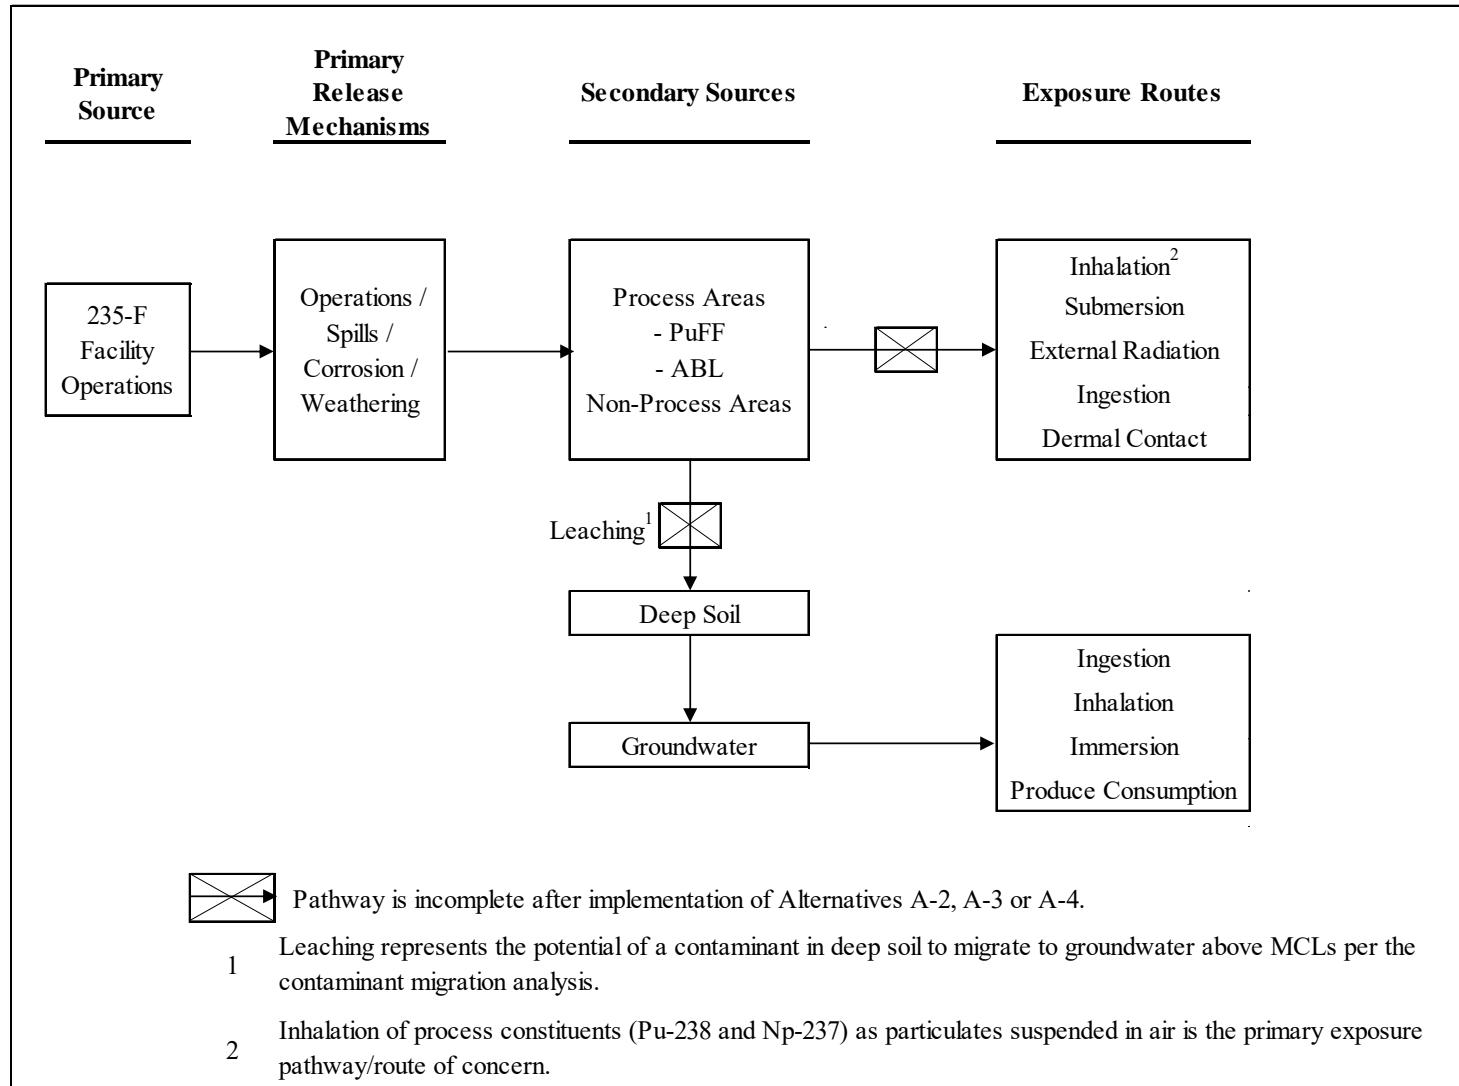 Primary
Source
Primary
Release
Mechanisms
Secondary Sources
Exposure Routes
235-F
Facility
Operations
Operations /
Spills /
Corrosion /
Weathering
Process Areas
- PuFF
- ABL
Non-Process Areas
Inhalation2
Submersion
External Radiation
Ingestion
Dermal Contact
Leaching1
Deep Soil
Groundwater
Ingestion
Inhalation
Immersion
Produce Consumption
Pathway is incomplete after implementation of Alternatives A-2, A-3 or A-4.
1 Leaching represents the potential of a contaminant in deep soil to migrate to groundwater above MCLs per the
contaminant migration analysis.
2 Inhalation of process constituents (Pu-238 and Np-237) as particulates suspended in air is the primary exposure
pathway/route of concern.